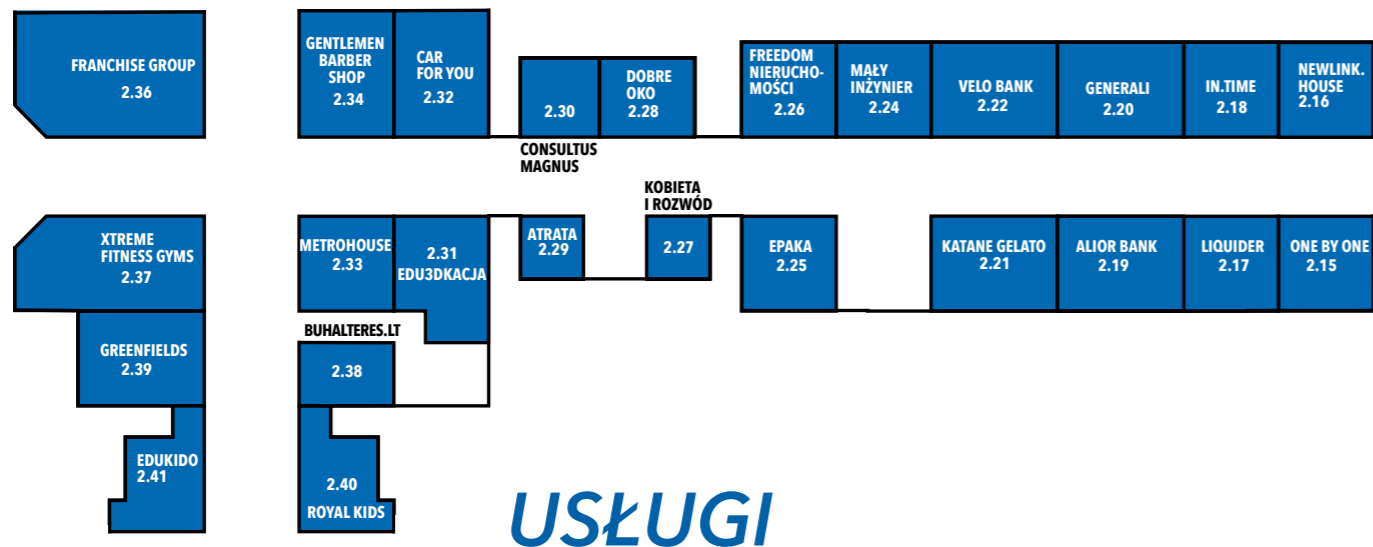 FRANCHISE GROUP
2.36
GENTLEMEN
BARBER
SHOP
2.34
CAR
FOR YOU
2.32
2.30
CONSULTUS
MAGNUS
DOBRE
OKO
2.28
FREEDOM
NIERUCHO-
MOŚCI
2.26
MAŁY
INŻYNIER
2.24
VELO BANK
2.22
GENERALI
2.20
IN.TIME
2.18
NEWLINK.
HOUSE
2.16
XTREME
FITNESS GYMS
2.37
METROHOUSE
2.33
2.31
EDU3DKACJA
ATRATA
2.29
KOBIETA
I ROZWÓD
2.27
EPAKA
2.25
KATANE GELATO
2.21
ALIOR BANK
2.19
LIQUIDER
2.17
ONE BY ONE
2.15
GREENFIELDS
2.39
BUHALTERES.LT
2.38
EDUKIDO
2.41
2.40
ROYAL KIDS
USŁUGI